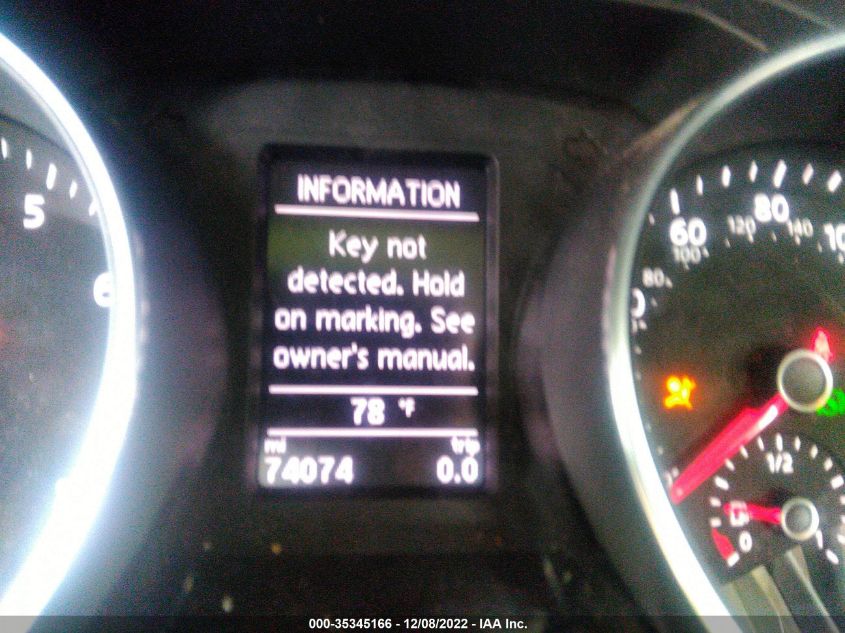 INFORMATION
Key not
detected. Hold
on marking. See
owner's manual.
78 °F
mi trip
74074 0.0
5
6
60 80
100 120 140
80
1/2
0
1
000-35345166 - 12/08/2022 - IAA Inc.